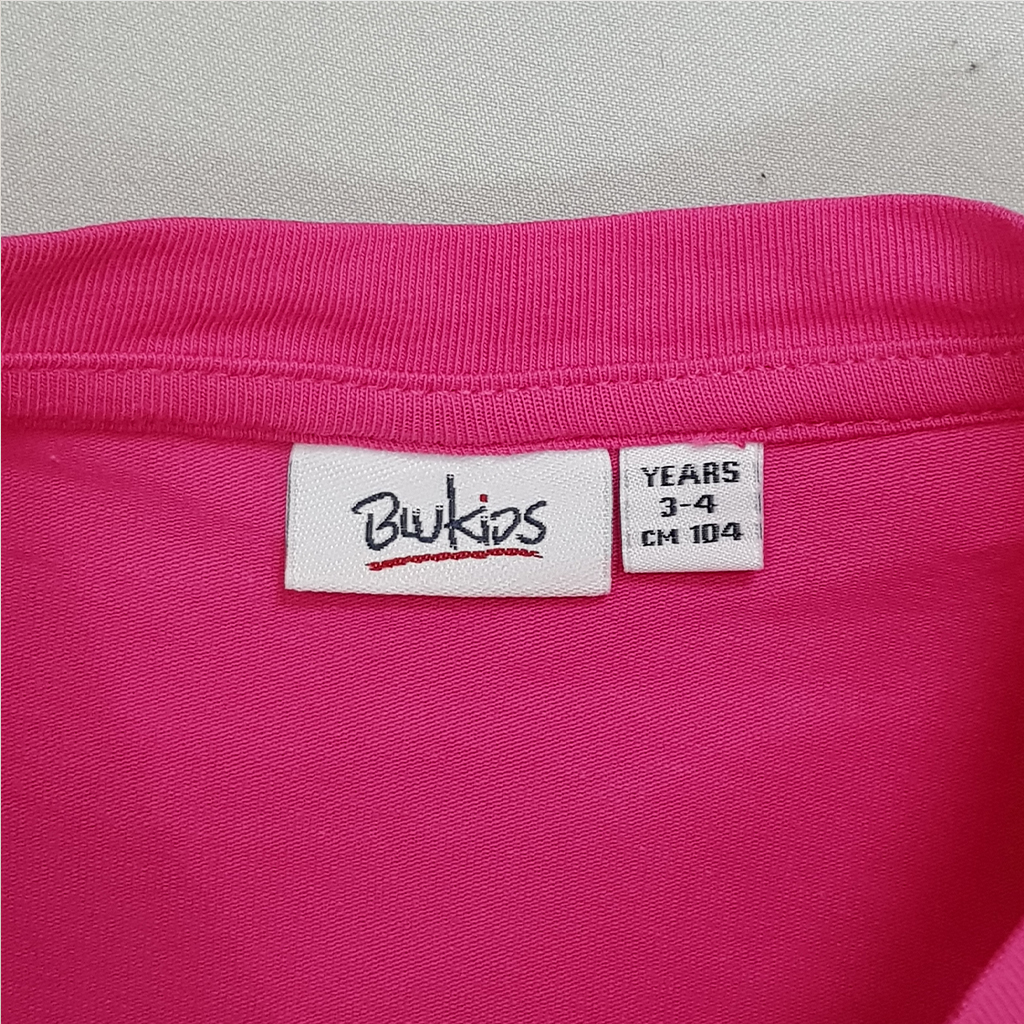 BluKids
YEARS
3-4
CM 104